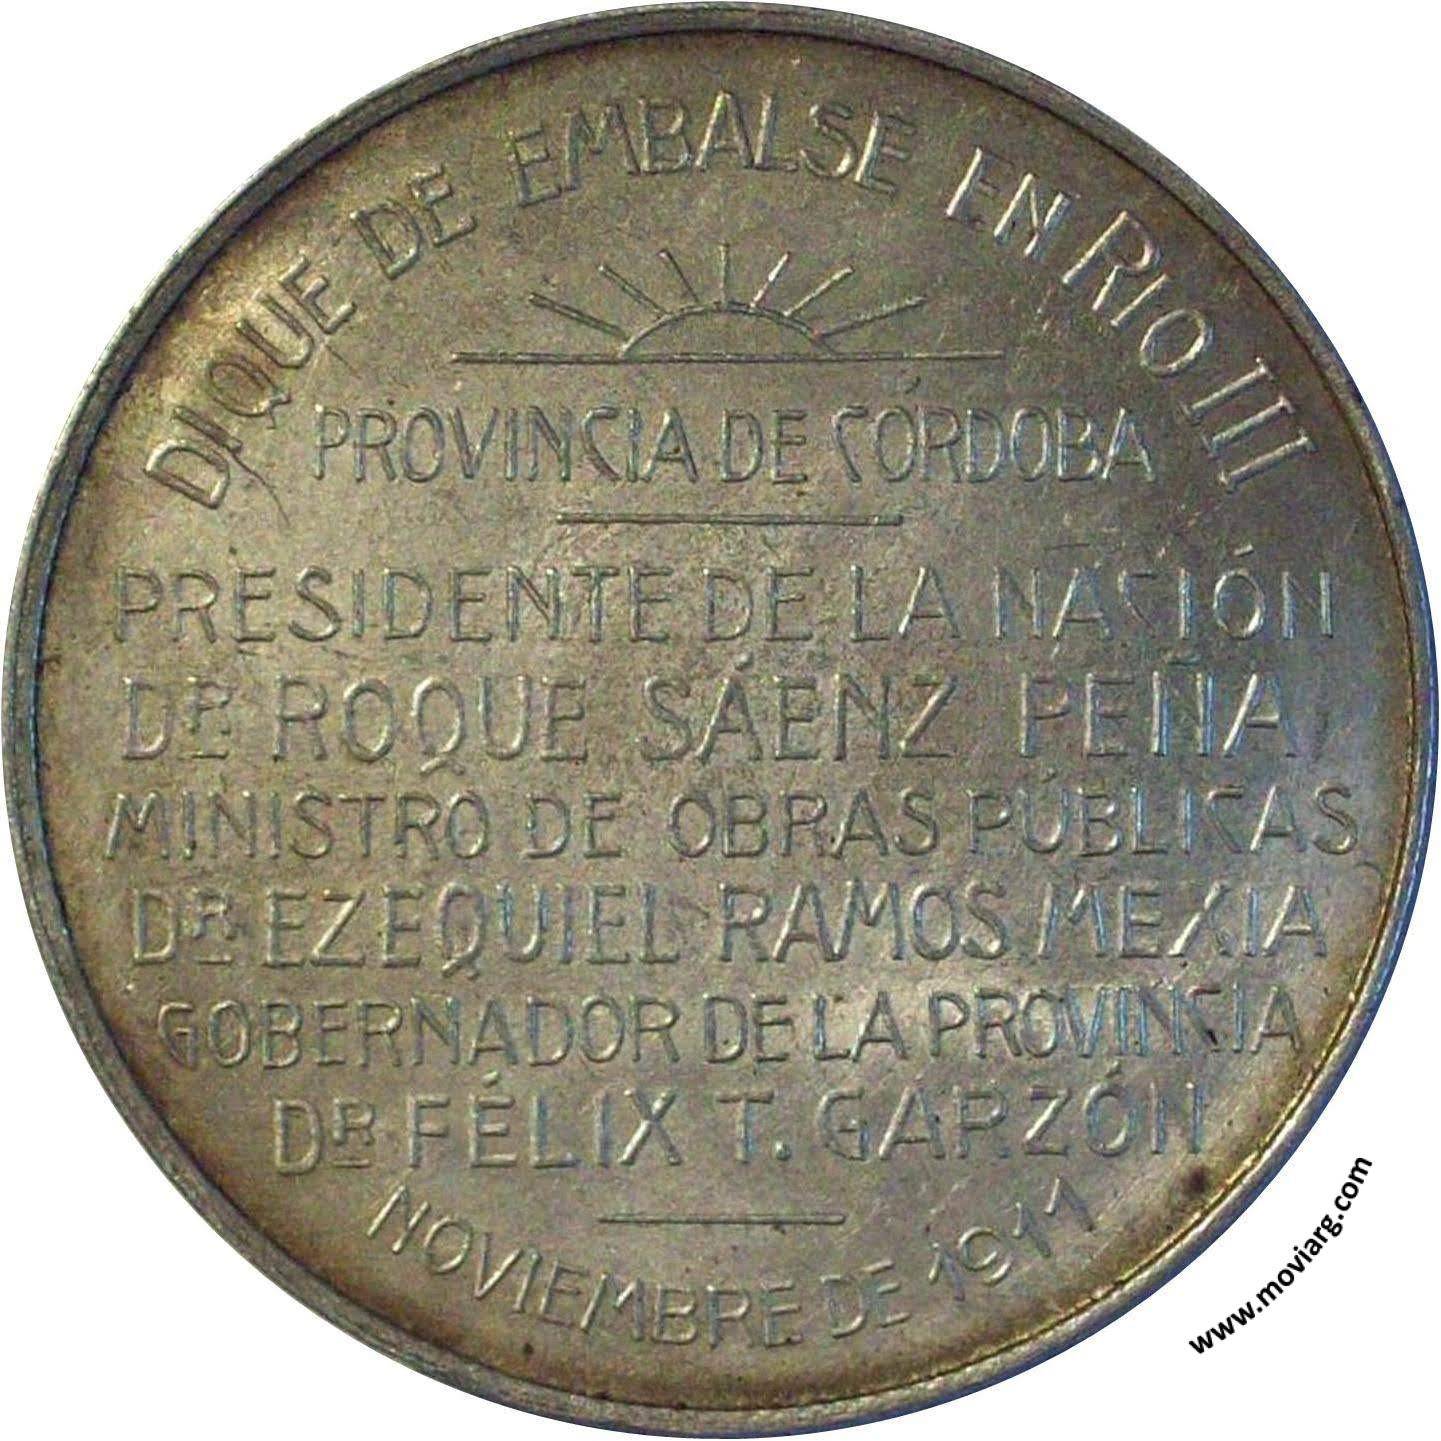 DIQUE DE EMBALSE EN RIO III
PROVINCIA DE CÓRDOBA
PRESIDENTE DE LA NACIÓN
DR ROQUE SÁENZ PEÑA
MINISTRO DE OBRAS PÚBLICAS
DR EZEQUIEL RAMOS MEXIA
GOBERNADOR DE LA PROVINCIA
DR FÉLIX T. GARZÓN
NOVIEMBRE DE 1911
www.moviarg.com